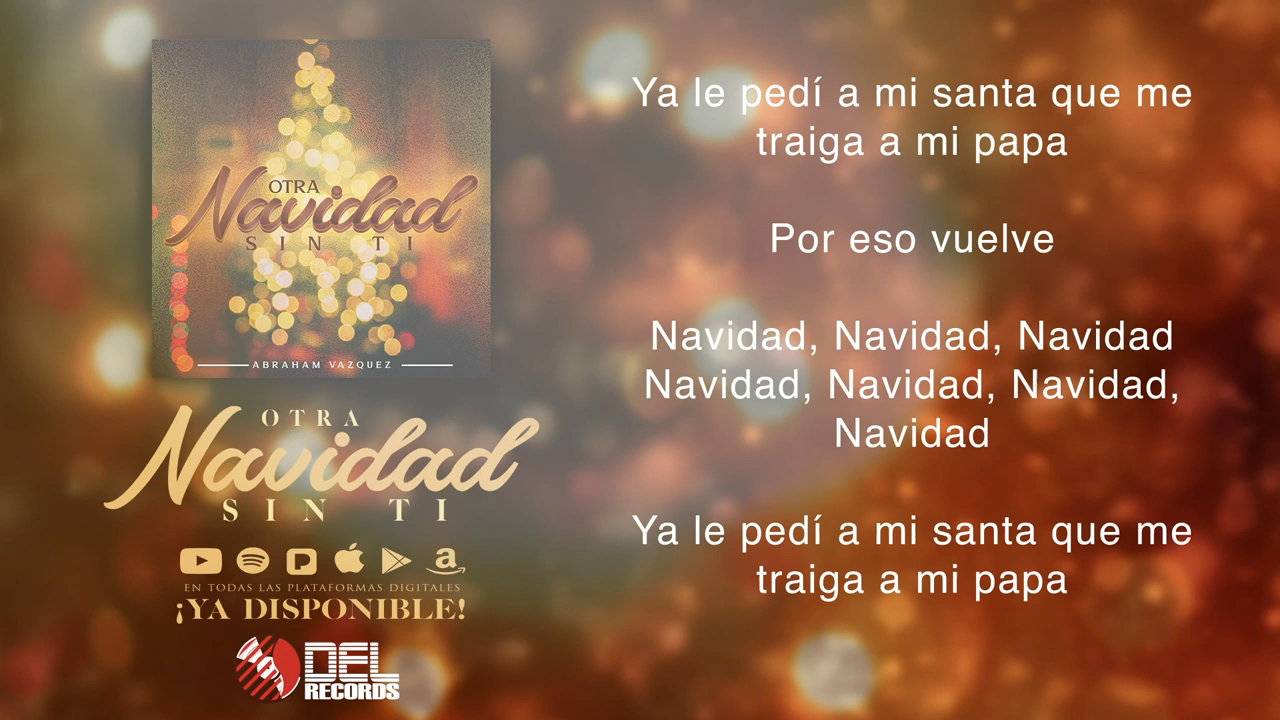 OTRA
Navidad
SIN TI
ABRAHAM VAZQUEZ
OTRA
Navidad
SIN TI
EN TODAS LAS PLATAFORMAS DIGITALES
¡YA DISPONIBLE!
DEL
RECORDS
Ya le pedí a mi santa que me
traiga a mi papa
Por eso vuelve
Navidad, Navidad, Navidad
Navidad, Navidad, Navidad,
Navidad
Ya le pedí a mi santa que me
traiga a mi papa